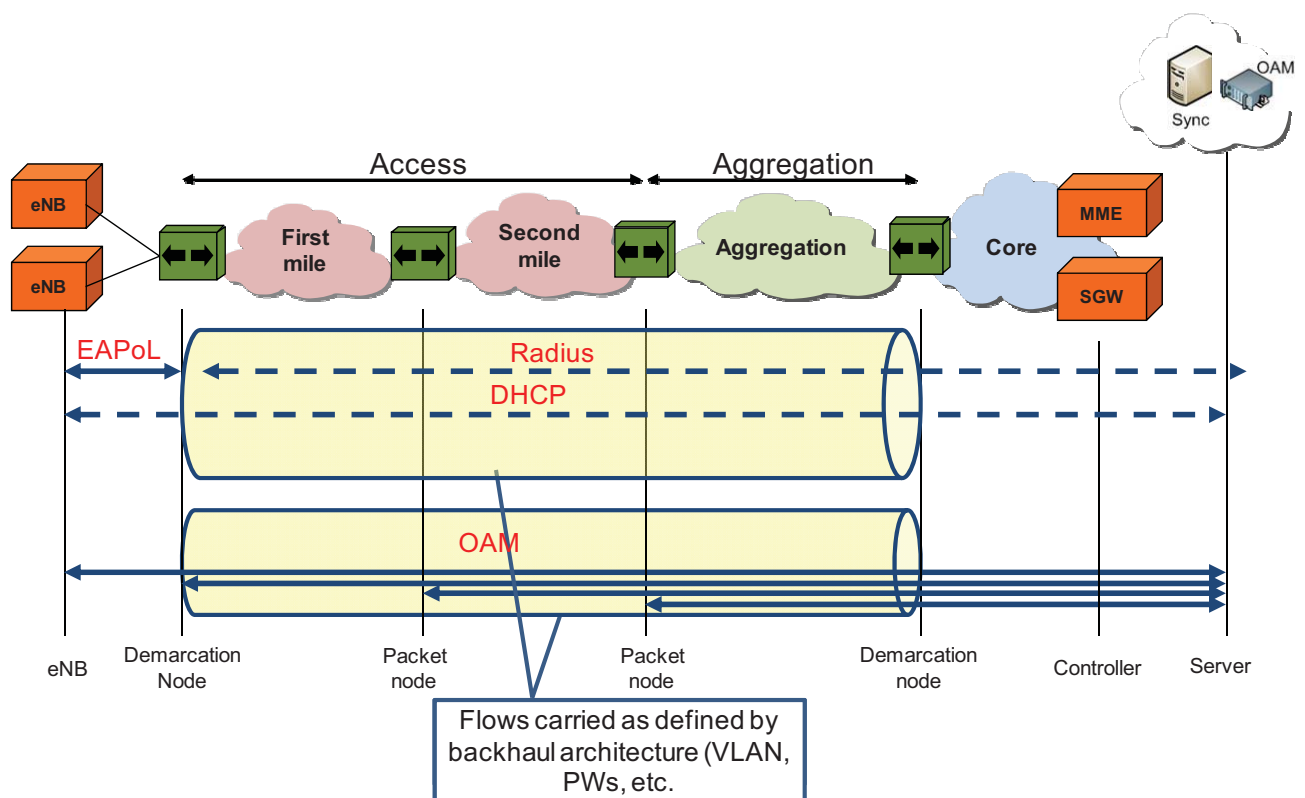 OAM
Sync
Access
Aggregation
eNB
eNB
First
mile
Second
mile
Aggregation
Core
MME
SGW
EAPoL
Radius
DHCP
OAM
eNB
Demarcation
Node
Packet
node
Packet
node
Demarcation
node
Controller
Server
Flows carried as defined by
backhaul architecture (VLAN,
PWs, etc.